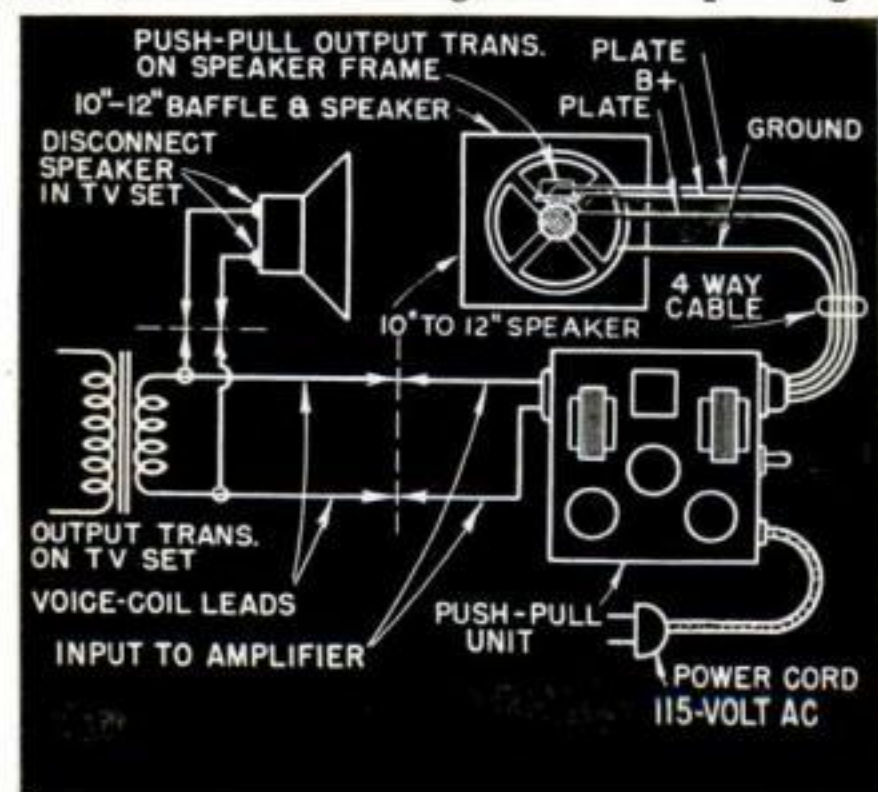 PUSH-PULL OUTPUT TRANS.
ON SPEAKER FRAME
10"-12" BAFFLE & SPEAKER
DISCONNECT
SPEAKER
IN TV SET
PLATE
B+
PLATE
GROUND
4 WAY
CABLE
10" TO 12" SPEAKER
OUTPUT TRANS.
ON TV SET
VOICE-COIL LEADS
INPUT TO AMPLIFIER
PUSH-PULL
UNIT
POWER CORD
115-VOLT AC